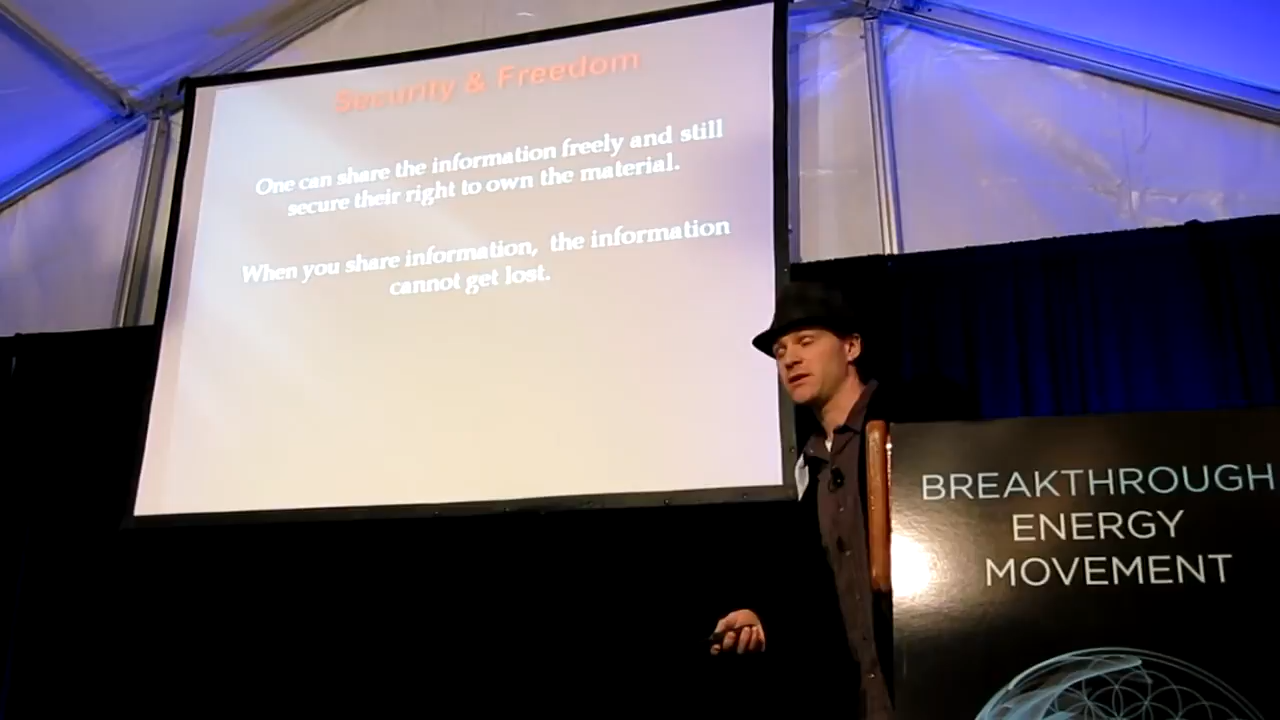 Security & Freedom
One can share the information freely and still
secure their right to own the material.
When you share information, the information
cannot get lost.
BREAKTHROUGH
ENERGY
MOVEMENT